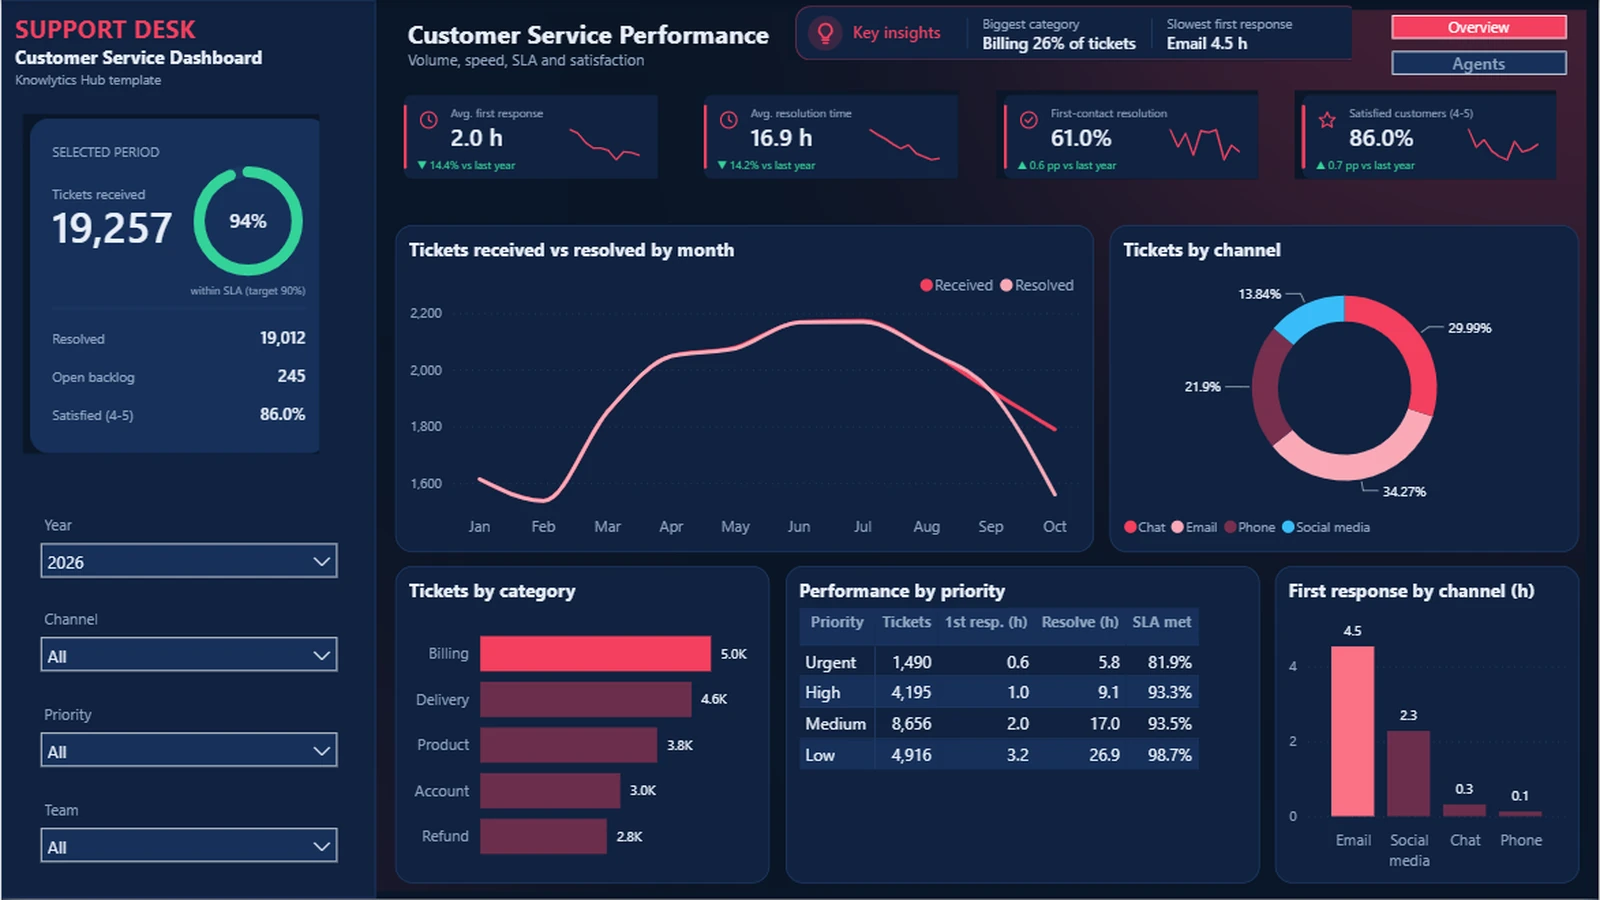 SUPPORT DESK
Customer Service Dashboard
Knowlytics Hub template
SELECTED PERIOD
Tickets received
19,257
94%
within SLA (target 90%)
Resolved 19,012
Open backlog 245
Satisfied (4-5) 86.0%
Year
2026
Channel
All
Priority
All
Team
All
Customer Service Performance
Volume, speed, SLA and satisfaction
Key insights
Biggest category
Billing 26% of tickets
Slowest first response
Email 4.5 h
Overview
Agents
Avg. first response
2.0 h
▼ 14.4% vs last year
Avg. resolution time
16.9 h
▼ 14.2% vs last year
First-contact resolution
61.0%
▲ 0.6 pp vs last year
Satisfied customers (4-5)
86.0%
▲ 0.7 pp vs last year
Tickets received vs resolved by month
Received Resolved
2,200
2,000
1,800
1,600
Jan Feb Mar Apr May Jun Jul Aug Sep Oct
Tickets by channel
13.84%
29.99%
21.9%
34.27%
Chat Email Phone Social media
Tickets by category
Billing 5.0K
Delivery 4.6K
Product 3.8K
Account 3.0K
Refund 2.8K
Performance by priority
Priority Tickets 1st resp. (h) Resolve (h) SLA met
Urgent 1,490 0.6 5.8 81.9%
High 4,195 1.0 9.1 93.3%
Medium 8,656 2.0 17.0 93.5%
Low 4,916 3.2 26.9 98.7%
First response by channel (h)
4.5
4
2.3
2
0.3
0.1
0
Email Social media Chat Phone